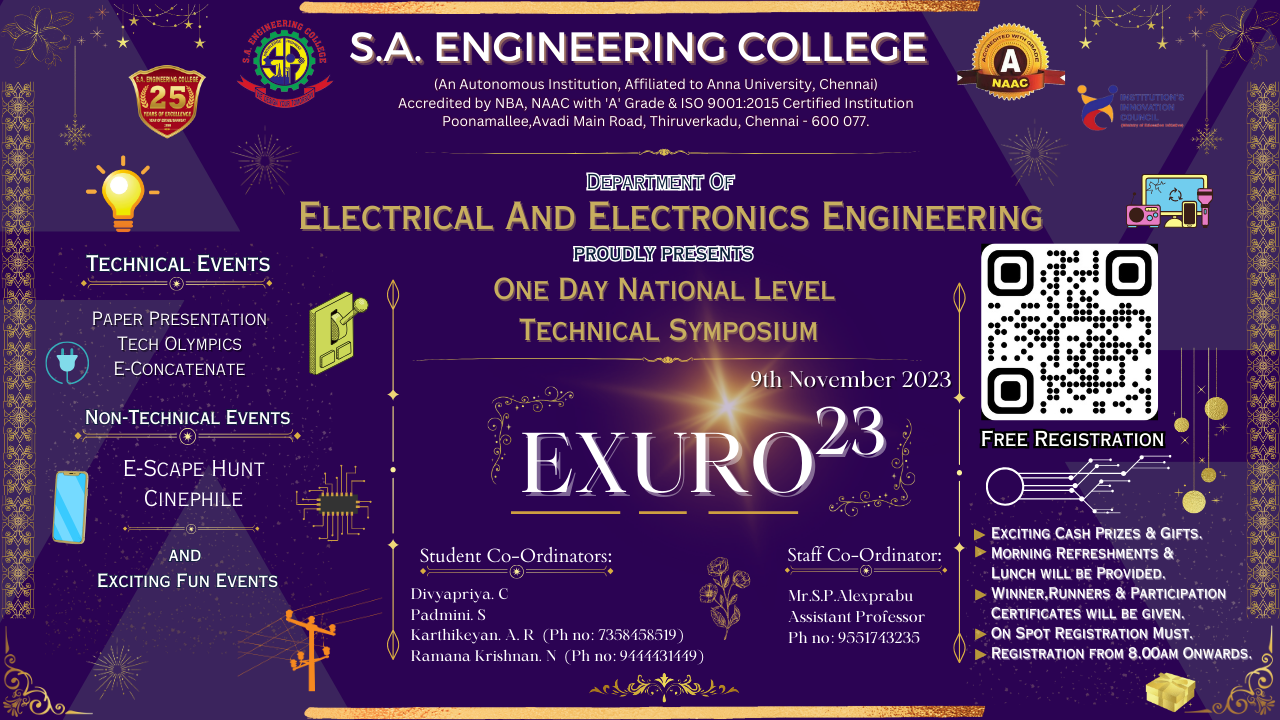 S.A. ENGINEERING COLLEGE
(An Autonomous Institution, Affiliated to Anna University, Chennai)
Accredited by NBA, NAAC with 'A' Grade & ISO 9001:2015 Certified Institution
Poonamallee,Avadi Main Road, Thiruverkadu, Chennai - 600 077.
S.A. ENGINEERING COLLEGE
25
YEARS OF EXCELLENCE
S.A. ENGINEERING COLLEGE
ACCREDITED WITH GRADE
A
NAAC
INSTITUTION'S
INNOVATION
COUNCIL
DEPARTMENT OF
ELECTRICAL AND ELECTRONICS ENGINEERING
PROUDLY PRESENTS
ONE DAY NATIONAL LEVEL
TECHNICAL SYMPOSIUM
9th November 2023
EXURO23
TECHNICAL EVENTS
PAPER PRESENTATION
TECH OLYMPICS
E-CONCATENATE
NON-TECHNICAL EVENTS
E-SCAPE HUNT
CINEPHILE
AND
EXCITING FUN EVENTS
Student Co-Ordinators:
Divyapriya. C
Padmini. S
Karthikeyan. A. R (Ph no: 7358458519)
Ramana Krishnan. N (Ph no: 9444431449)
Staff Co-Ordinator:
Mr.S.P.Alexprabu
Assistant Professor
Ph no: 9551743235
FREE REGISTRATION
EXCITING CASH PRIZES & GIFTS.
MORNING REFRESHMENTS &
LUNCH WILL BE PROVIDED.
WINNER,RUNNERS & PARTICIPATION
CERTIFICATES WILL BE GIVEN.
ON SPOT REGISTRATION MUST.
REGISTRATION FROM 8.00AM ONWARDS.